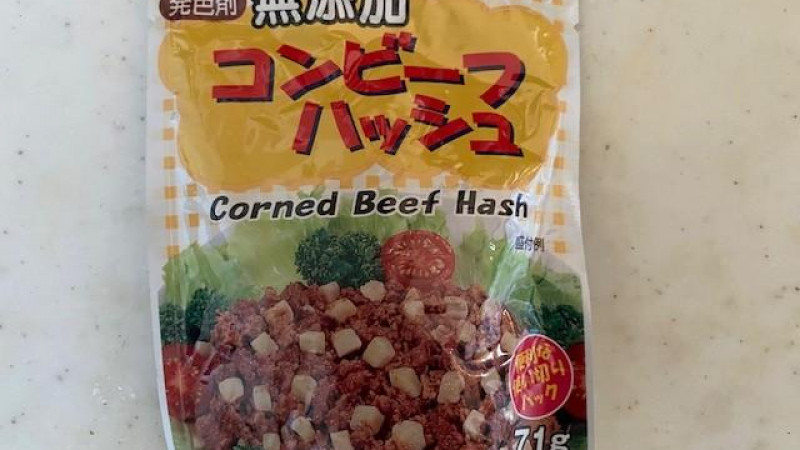 発色剤
無添加
コンビーフ
ハッシュ
Corned Beef Hash
盛付例
便利な
使い切り
パック
71g